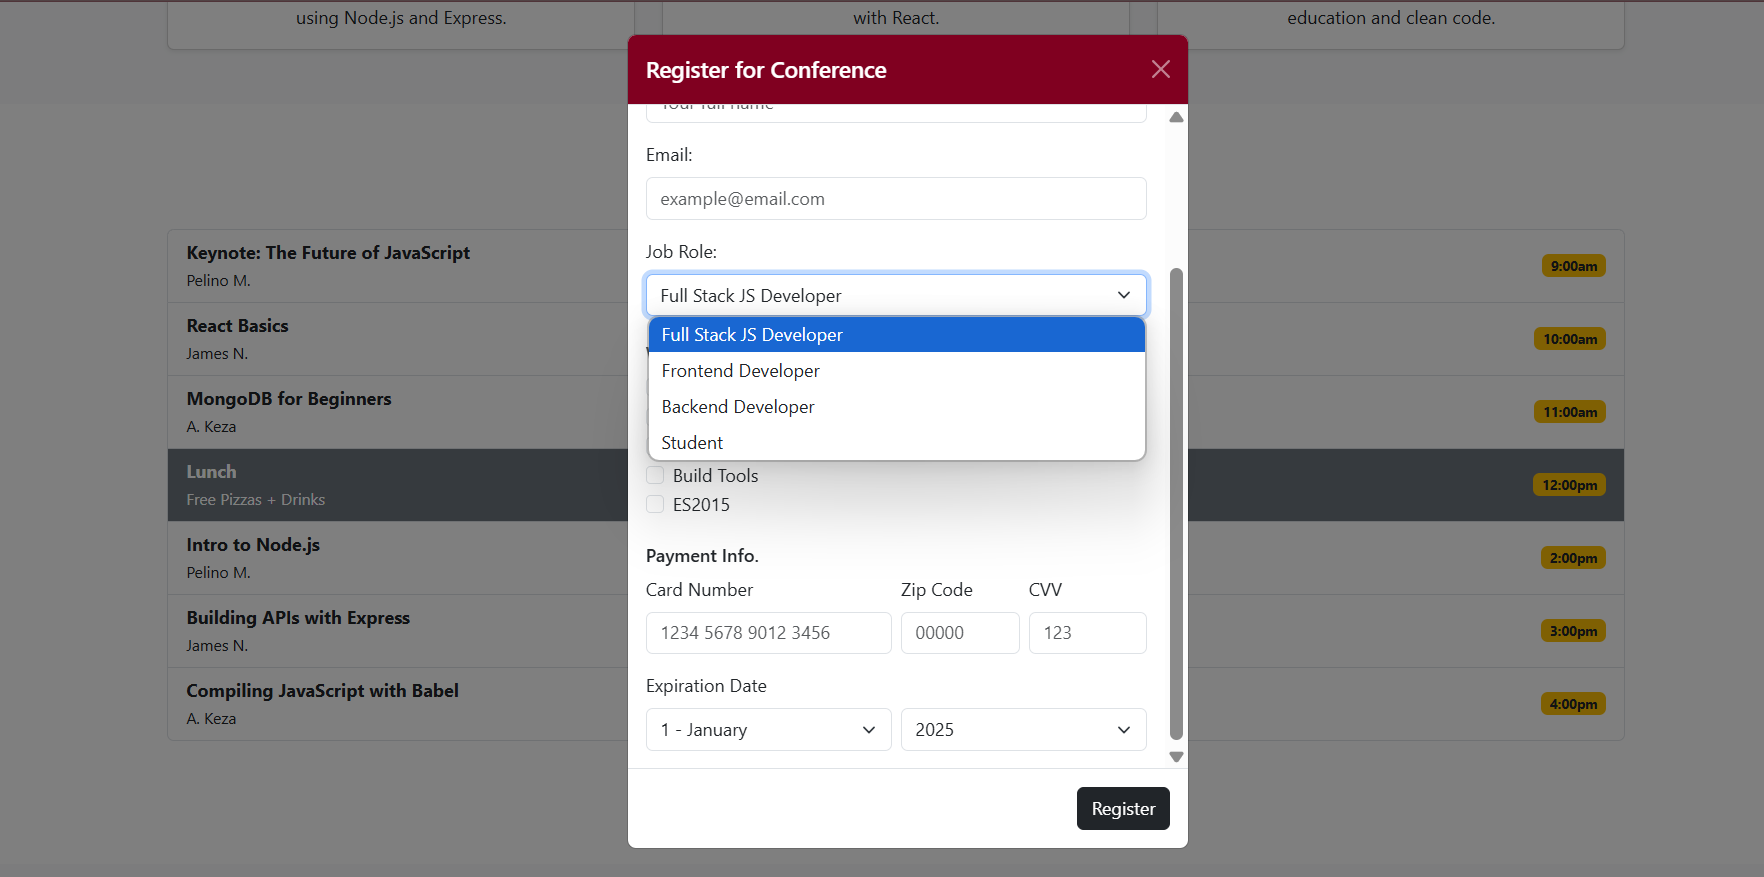 using Node.js and Express.
with React.
education and clean code.
Register for Conference
Your full name
Email:
example@email.com
Job Role:
Full Stack JS Developer
Full Stack JS Developer
Frontend Developer
Backend Developer
Student
Build Tools
ES2015
Payment Info.
Card Number Zip Code CVV
1234 5678 9012 3456 00000 123
Expiration Date
1 - January 2025
Register
Keynote: The Future of JavaScript
Pelino M.
9:00am
React Basics
James N.
10:00am
MongoDB for Beginners
A. Keza
11:00am
Lunch
Free Pizzas + Drinks
12:00pm
Intro to Node.js
Pelino M.
2:00pm
Building APIs with Express
James N.
3:00pm
Compiling JavaScript with Babel
A. Keza
4:00pm